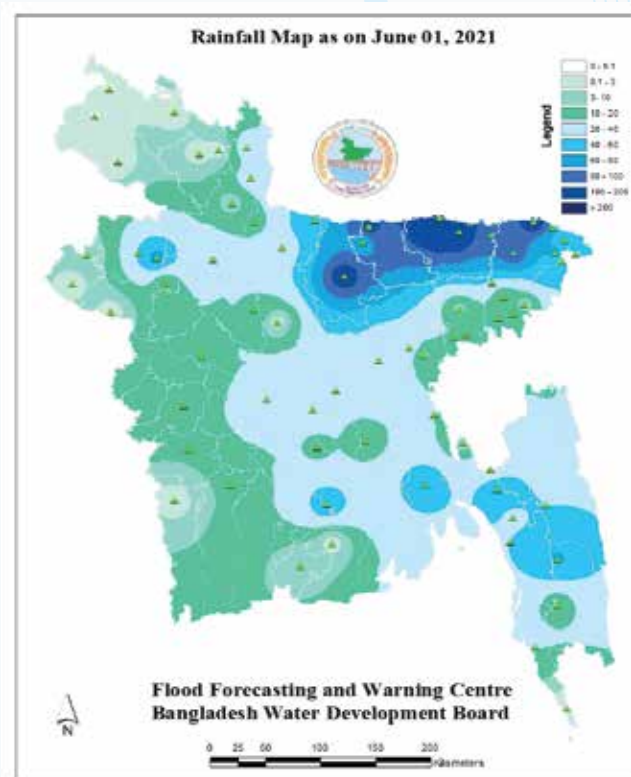 Rainfall Map as on June 01, 2021
Legend
0 - 0.1
0.1 - 3
3 - 10
10 - 20
20 - 40
40 - 60
60 - 80
80 - 100
100 - 200
> 200
Flood Forecasting and Warning Centre
Bangladesh Water Development Board
N
0 25 50 100 150 200
Kilometers